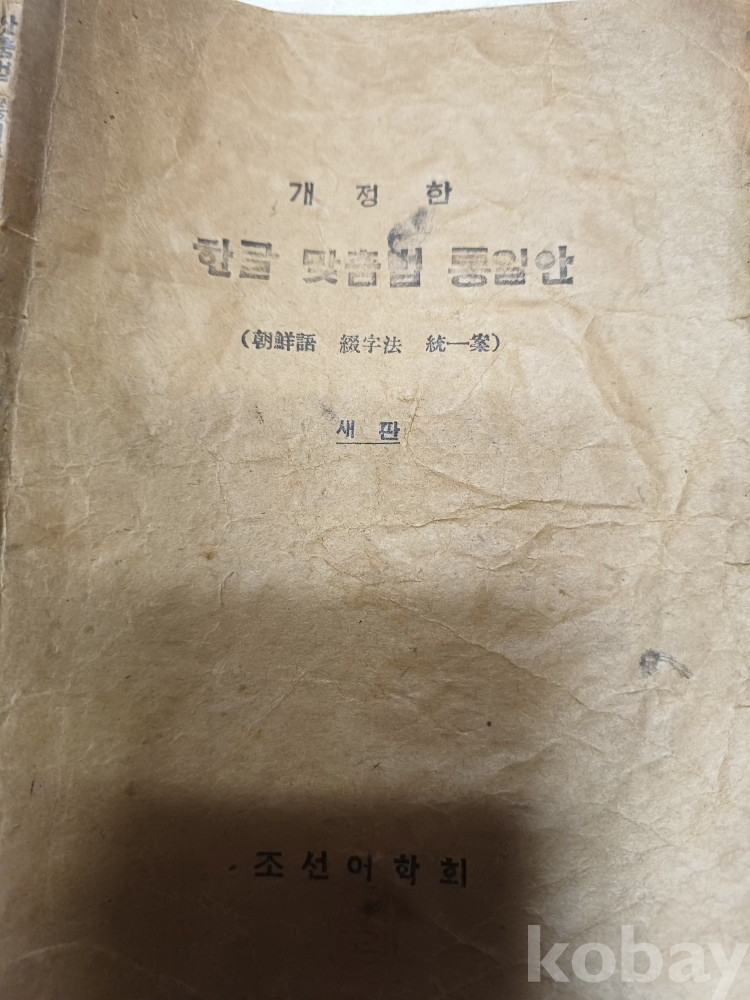 개정한
한글 맞춤법 통일안
(朝鮮語 綴字法 統一案)
새판
조선어학회
kobay